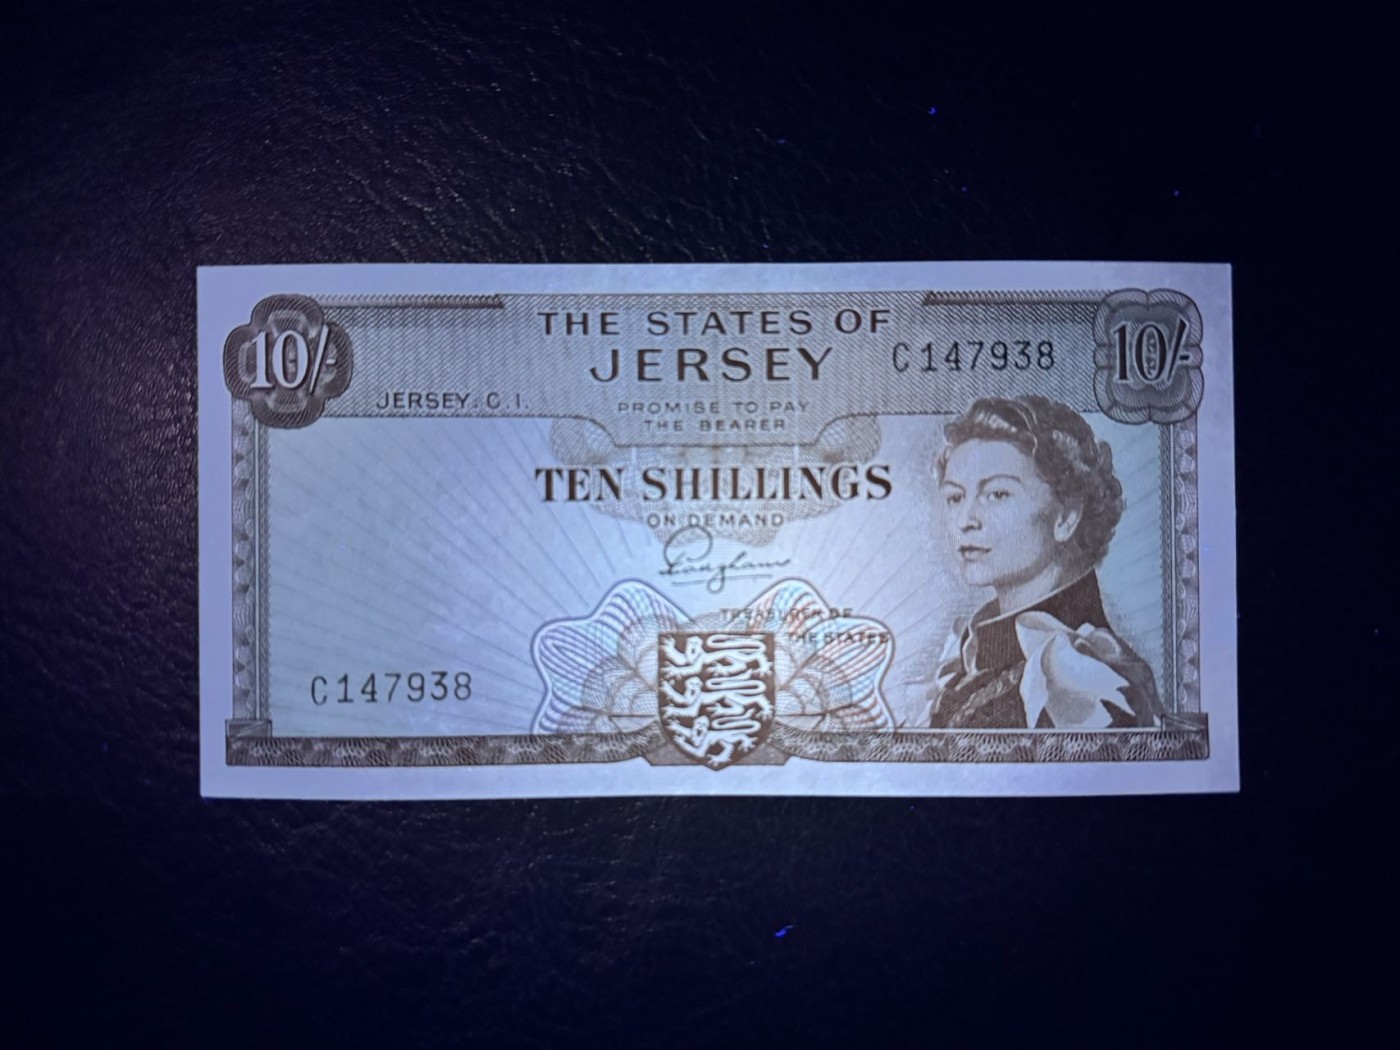 10/-
THE STATES OF
JERSEY
C147938
10/-
JERSEY. C.I.
PROMISE TO PAY
THE BEARER
TEN SHILLINGS
ON DEMAND
TREASURER OF
THE STATES
C147938